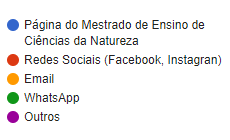 Página do Mestrado de Ensino de
Ciências da Natureza
Redes Sociais (Facebook, Instagran)
Email
WhatsApp
Outros